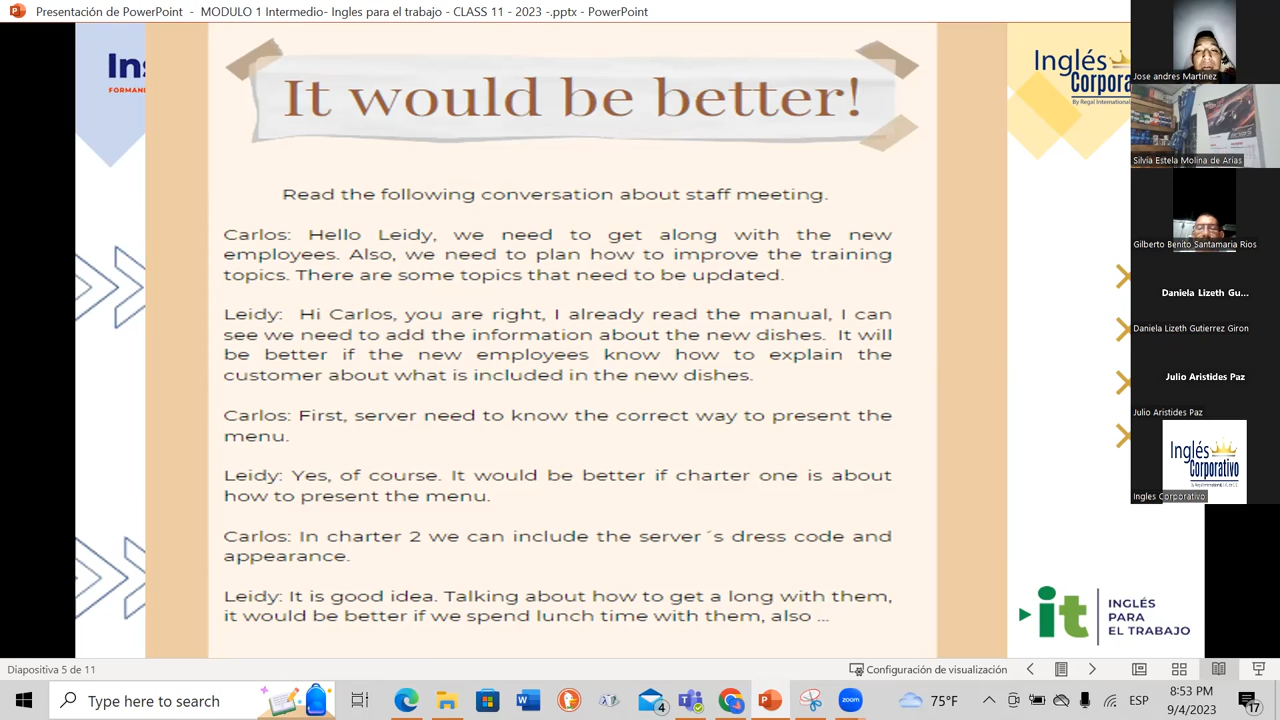 Presentación de PowerPoint - MODULO 1 Intermedio- Ingles para el trabajo - CLASS 11 - 2023 -.pptx - PowerPoint
Ins
FORMAND
It would be better!
Read the following conversation about staff meeting.
Carlos: Hello Leidy, we need to get along with the new
employees. Also, we need to plan how to improve the training
topics. There are some topics that need to be updated.
Leidy: Hi Carlos, you are right, I already read the manual, I can
see we need to add the information about the new dishes. It will
be better if the new employees know how to explain the
customer about what is included in the new dishes.
Carlos: First, server need to know the correct way to present the
menu.
Leidy: Yes, of course. It would be better if charter one is about
how to present the menu.
Carlos: In charter 2 we can include the server´s dress code and
appearance.
Leidy: It is good idea. Talking about how to get a long with them,
it would be better if we spend lunch time with them, also ...
Inglés
Corporativo
By Regal International
it
INGLÉS
PARA
EL TRABAJO
Jose andres Martinez
Silvia Estela Molina de Arias
Gilberto Benito Santamaria Rios
Daniela Lizeth Gu...
Daniela Lizeth Gutierrez Giron
Julio Aristides Paz
Julio Aristides Paz
Inglés
Corporativo
Ingles Corporativo
Diapositiva 5 de 11
Configuración de visualización
Type here to search
4
75°F
ESP
8:53 PM
9/4/2023
17